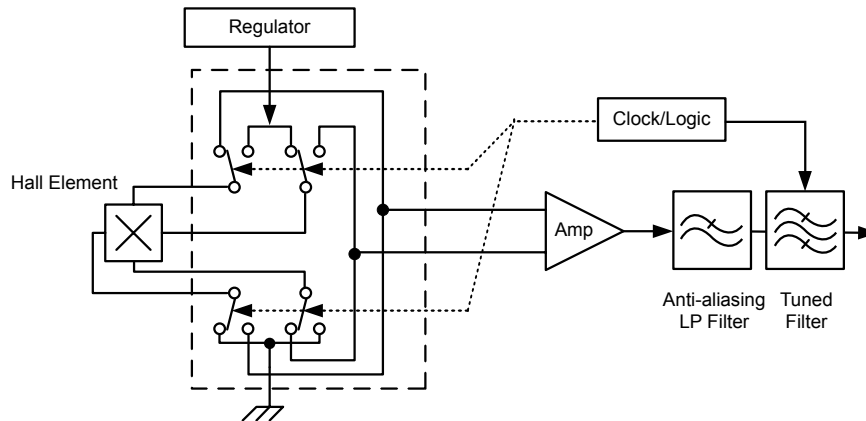 Regulator
Clock/Logic
Hall Element
Amp
Anti-aliasing
LP Filter
Tuned
Filter